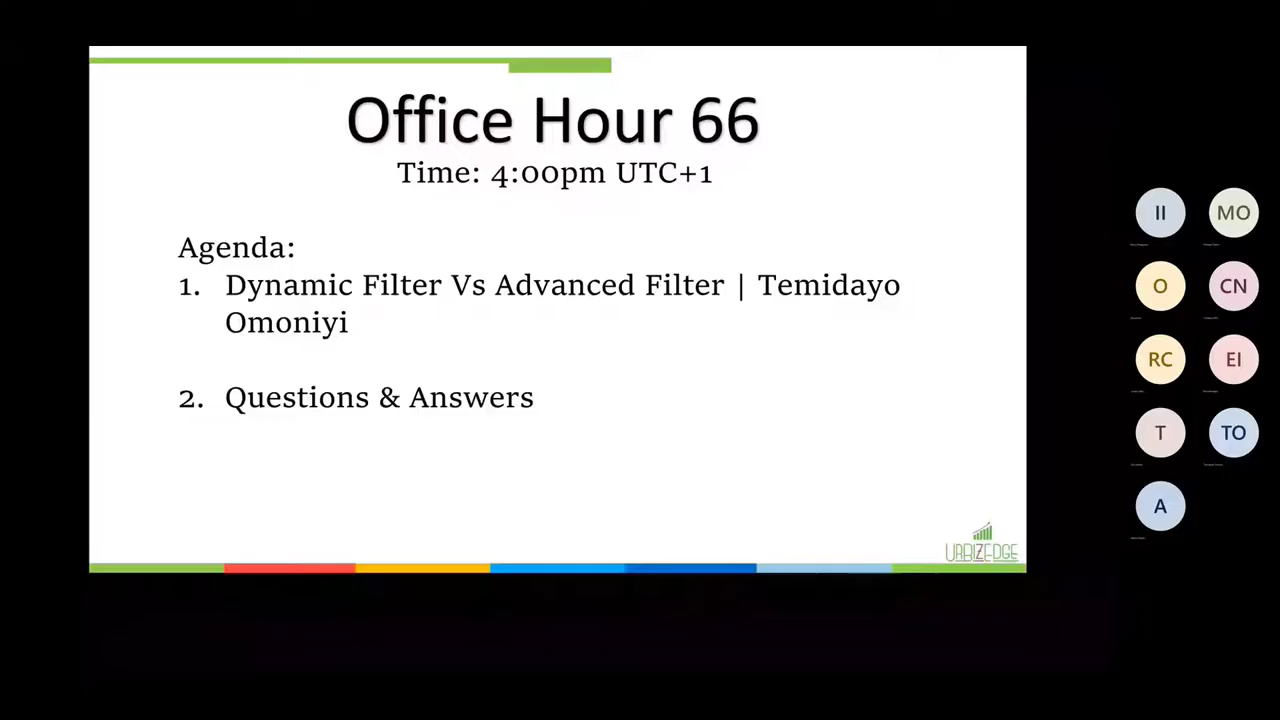 Office Hour 66
Time: 4:00pm UTC+1
Agenda:
1. Dynamic Filter Vs Advanced Filter | Temidayo
Omoniyi
2. Questions & Answers
URBIZEDGE
II
MO
O
CN
RC
EI
T
TO
A